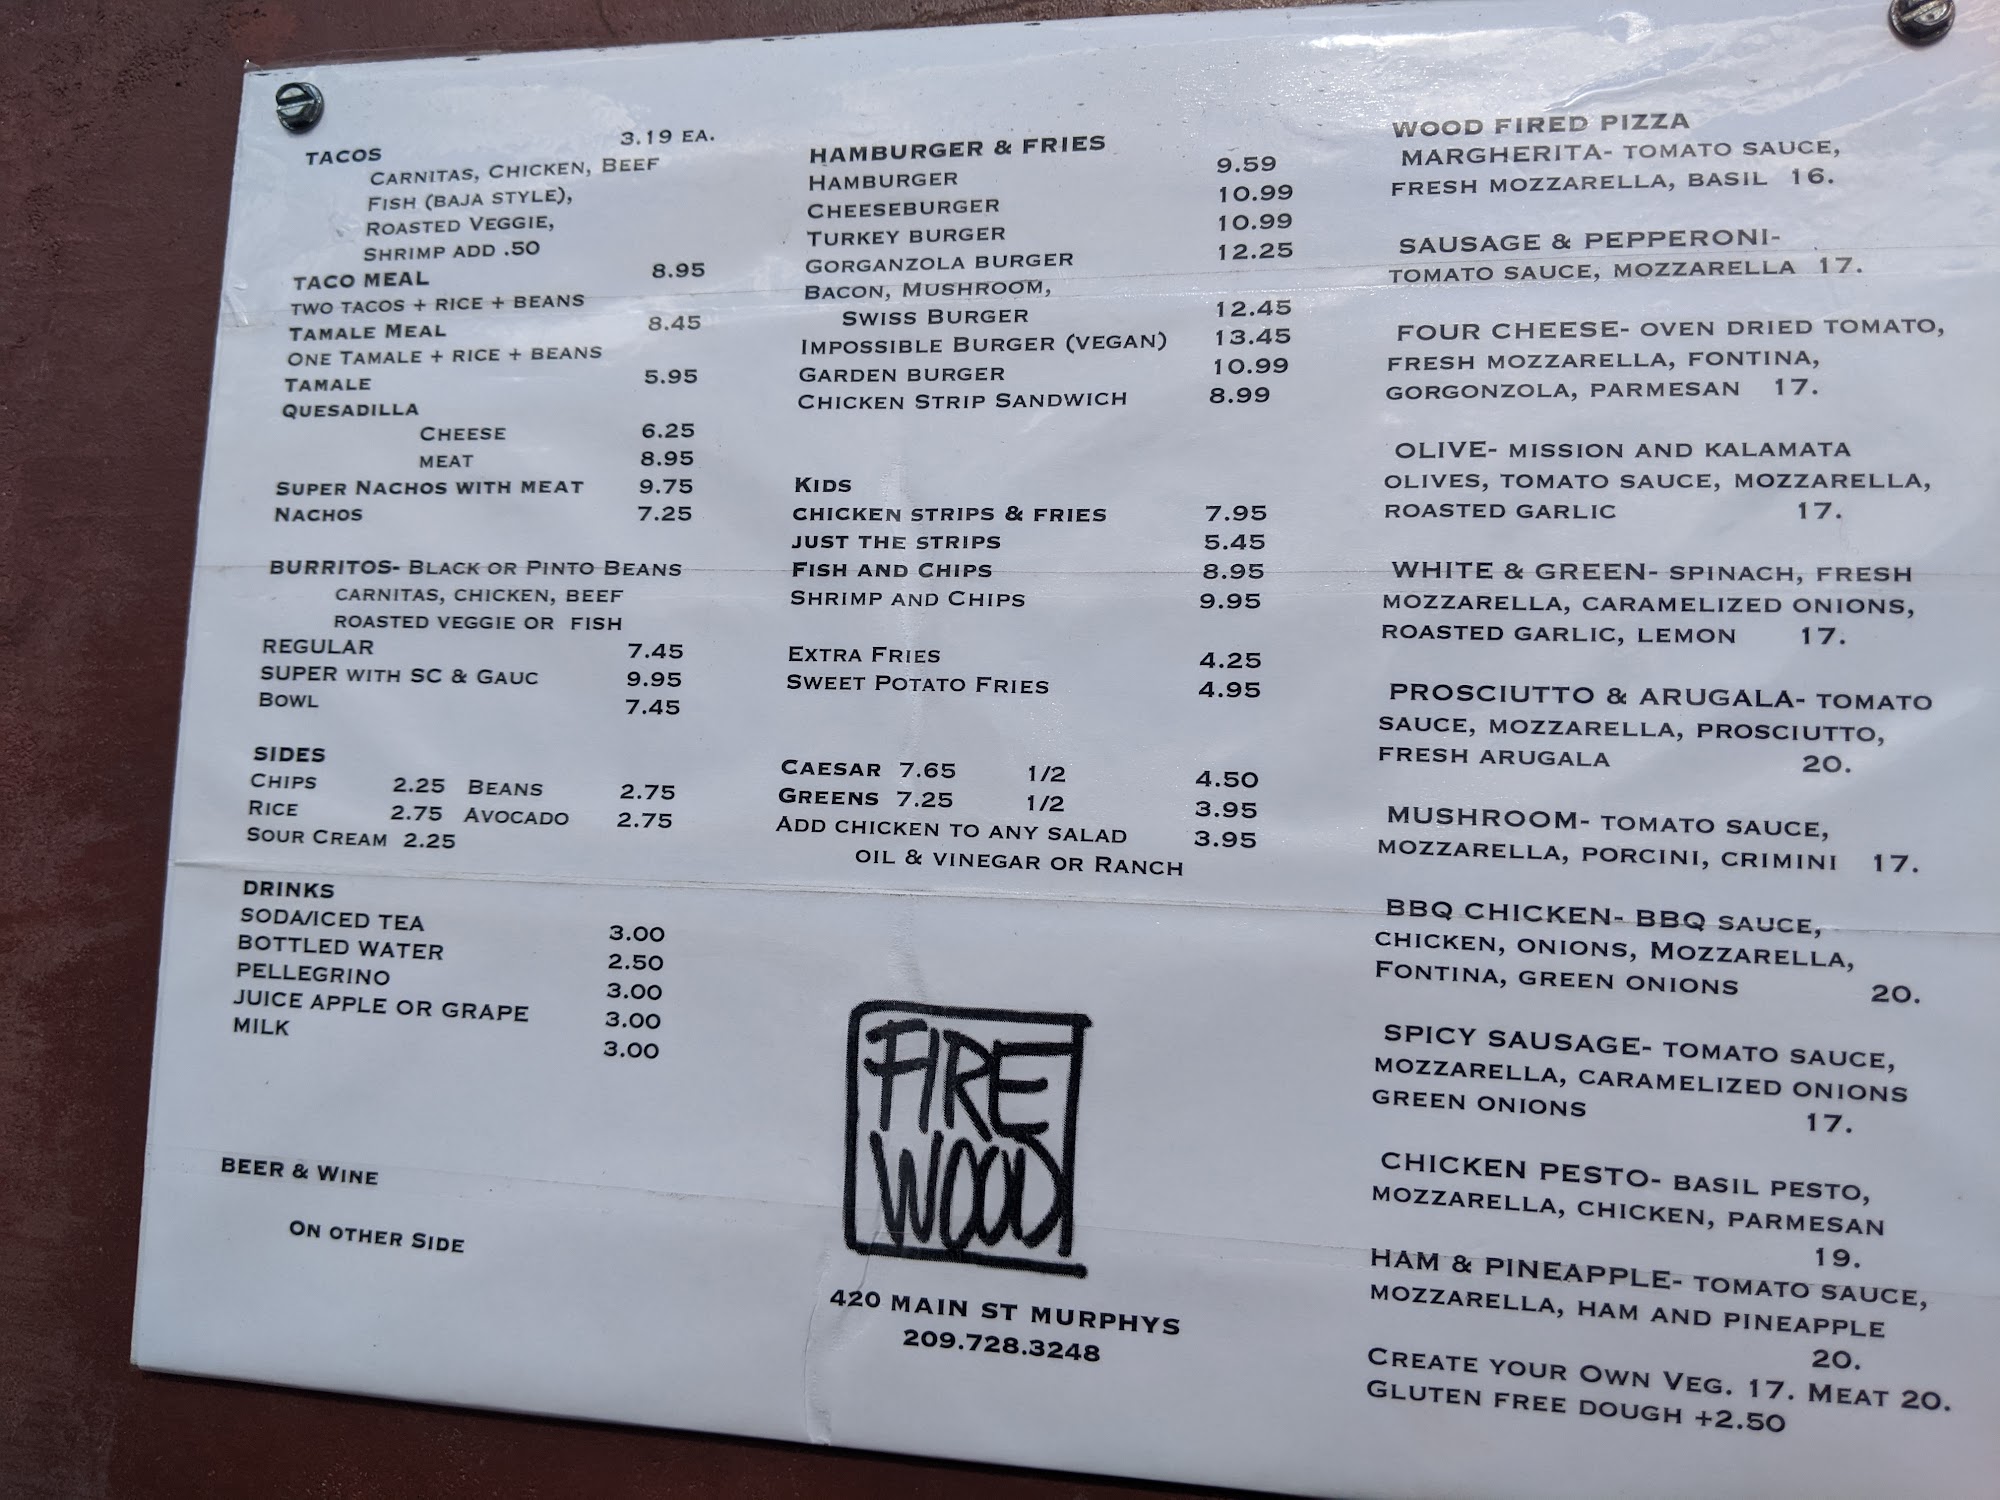 TACOS 3.19 EA.
CARNITAS, CHICKEN, BEEF
FISH (BAJA STYLE),
ROASTED VEGGIE,
SHRIMP ADD .50
TACO MEAL 8.95
TWO TACOS + RICE + BEANS
TAMALE MEAL 8.45
ONE TAMALE + RICE + BEANS
TAMALE 5.95
QUESADILLA
CHEESE 6.25
MEAT 8.95
SUPER NACHOS WITH MEAT 9.75
NACHOS 7.25
BURRITOS- BLACK OR PINTO BEANS
CARNITAS, CHICKEN, BEEF
ROASTED VEGGIE OR FISH
REGULAR 7.45
SUPER WITH SC & GAUC 9.95
BOWL 7.45
SIDES
CHIPS 2.25 BEANS 2.75
RICE 2.75 AVOCADO 2.75
SOUR CREAM 2.25
DRINKS
SODA/ICED TEA 3.00
BOTTLED WATER 2.50
PELLEGRINO 3.00
JUICE APPLE OR GRAPE 3.00
MILK 3.00
BEER & WINE
ON OTHER SIDE
HAMBURGER & FRIES
HAMBURGER 9.59
CHEESEBURGER 10.99
TURKEY BURGER 10.99
GORGANZOLA BURGER 12.25
BACON, MUSHROOM,
SWISS BURGER 12.45
IMPOSSIBLE BURGER (VEGAN) 13.45
GARDEN BURGER 10.99
CHICKEN STRIP SANDWICH 8.99
KIDS
CHICKEN STRIPS & FRIES 7.95
JUST THE STRIPS 5.45
FISH AND CHIPS 8.95
SHRIMP AND CHIPS 9.95
EXTRA FRIES 4.25
SWEET POTATO FRIES 4.95
CAESAR 7.65 1/2 4.50
GREENS 7.25 1/2 3.95
ADD CHICKEN TO ANY SALAD 3.95
OIL & VINEGAR OR RANCH
FIRE
WOOD
420 MAIN ST MURPHYS
209.728.3248
WOOD FIRED PIZZA
MARGHERITA- TOMATO SAUCE,
FRESH MOZZARELLA, BASIL 16.
SAUSAGE & PEPPERONI-
TOMATO SAUCE, MOZZARELLA 17.
FOUR CHEESE- OVEN DRIED TOMATO,
FRESH MOZZARELLA, FONTINA,
GORGONZOLA, PARMESAN 17.
OLIVE- MISSION AND KALAMATA
OLIVES, TOMATO SAUCE, MOZZARELLA,
ROASTED GARLIC 17.
WHITE & GREEN- SPINACH, FRESH
MOZZARELLA, CARAMELIZED ONIONS,
ROASTED GARLIC, LEMON 17.
PROSCIUTTO & ARUGALA- TOMATO
SAUCE, MOZZARELLA, PROSCIUTTO,
FRESH ARUGALA 20.
MUSHROOM- TOMATO SAUCE,
MOZZARELLA, PORCINI, CRIMINI 17.
BBQ CHICKEN- BBQ SAUCE,
CHICKEN, ONIONS, MOZZARELLA,
FONTINA, GREEN ONIONS 20.
SPICY SAUSAGE- TOMATO SAUCE,
MOZZARELLA, CARAMELIZED ONIONS
GREEN ONIONS 17.
CHICKEN PESTO- BASIL PESTO,
MOZZARELLA, CHICKEN, PARMESAN
19.
HAM & PINEAPPLE- TOMATO SAUCE,
MOZZARELLA, HAM AND PINEAPPLE
20.
CREATE YOUR OWN VEG. 17. MEAT 20.
GLUTEN FREE DOUGH +2.50